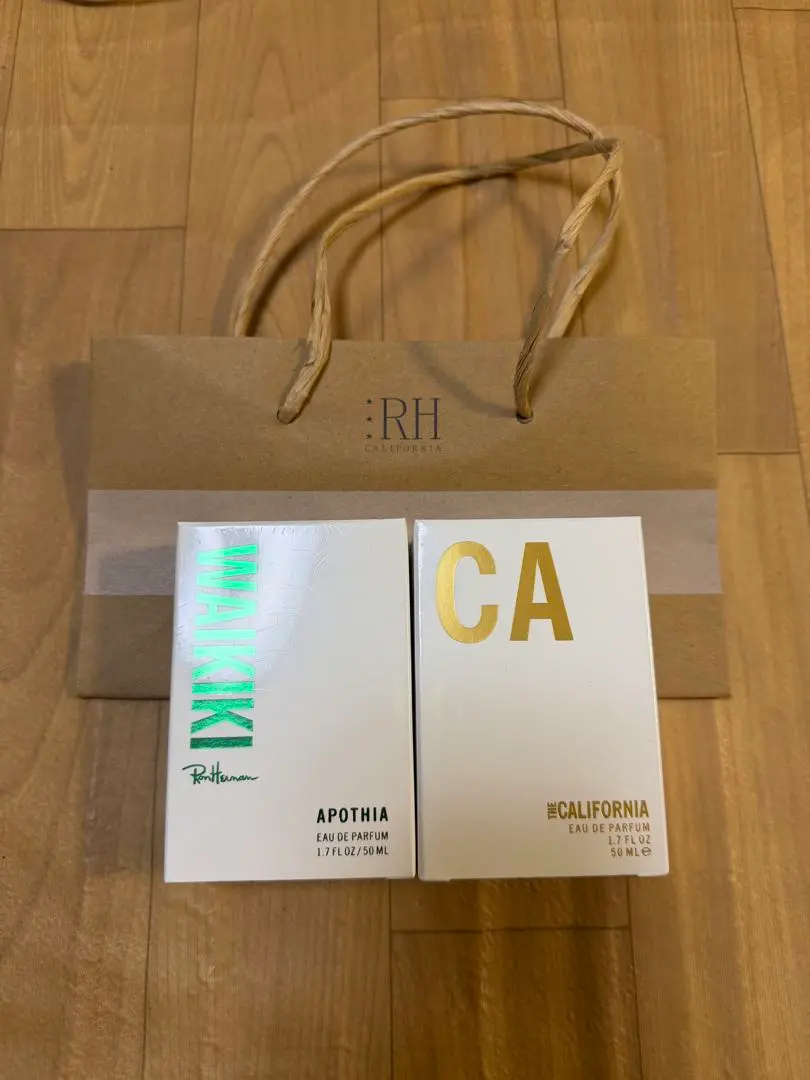 RH
CALIFORNIA
WAIKIKI
Ron Herman
APOTHIA
EAU DE PARFUM
1.7 FL OZ / 50 ML
CA
THE CALIFORNIA
EAU DE PARFUM
1.7 FL OZ
50 ML ℮